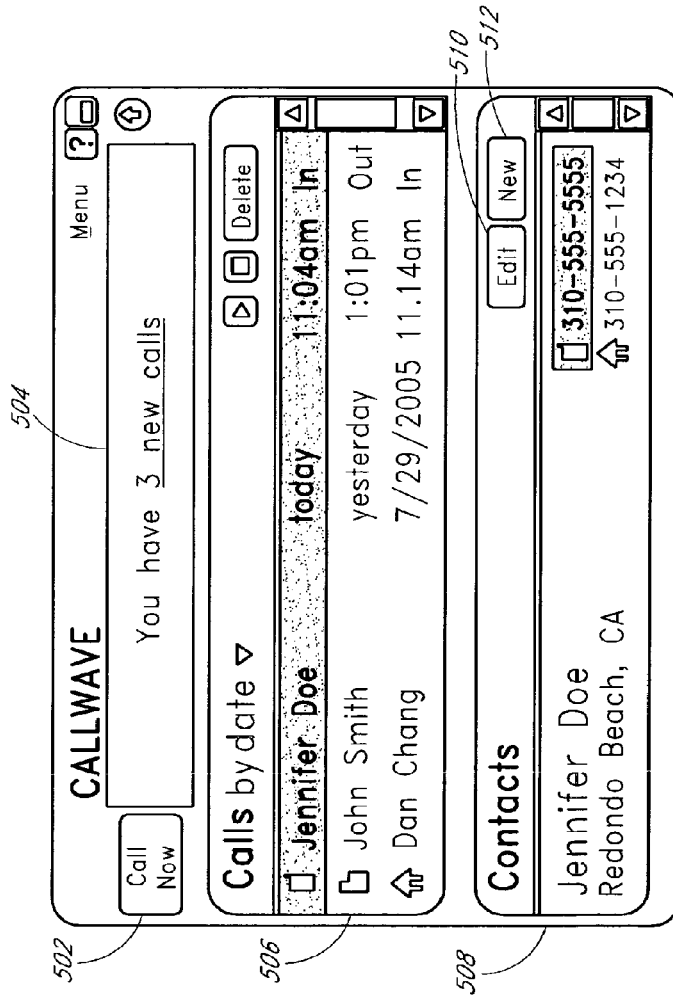 CALLWAVE
Menu ?
Call
Now
You have 3 new calls
504
502
Calls by date
Delete
Jennifer Doe today 11:04am In
John Smith yesterday 1:01pm Out
Dan Chang 7/29/2005 11.14am In
506
Contacts
Edit New
510
512
Jennifer Doe 310-555-5555
Redondo Beach, CA 310-555-1234
508